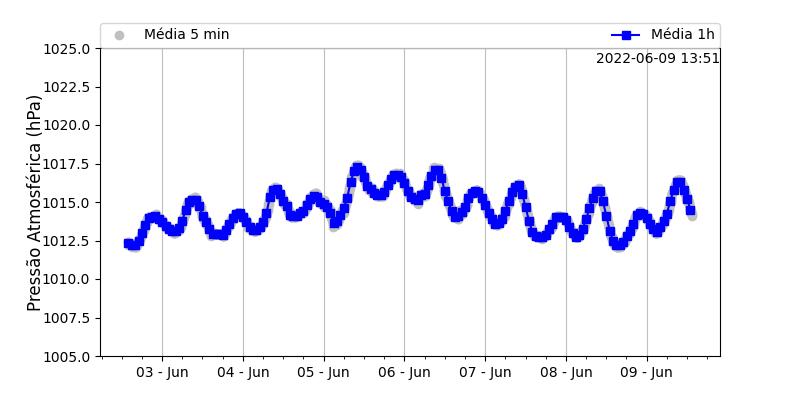 Média 5 min
Média 1h
2022-06-09 13:51
Pressão Atmosférica (hPa)
1025.0
1022.5
1020.0
1017.5
1015.0
1012.5
1010.0
1007.5
1005.0
03 - Jun
04 - Jun
05 - Jun
06 - Jun
07 - Jun
08 - Jun
09 - Jun